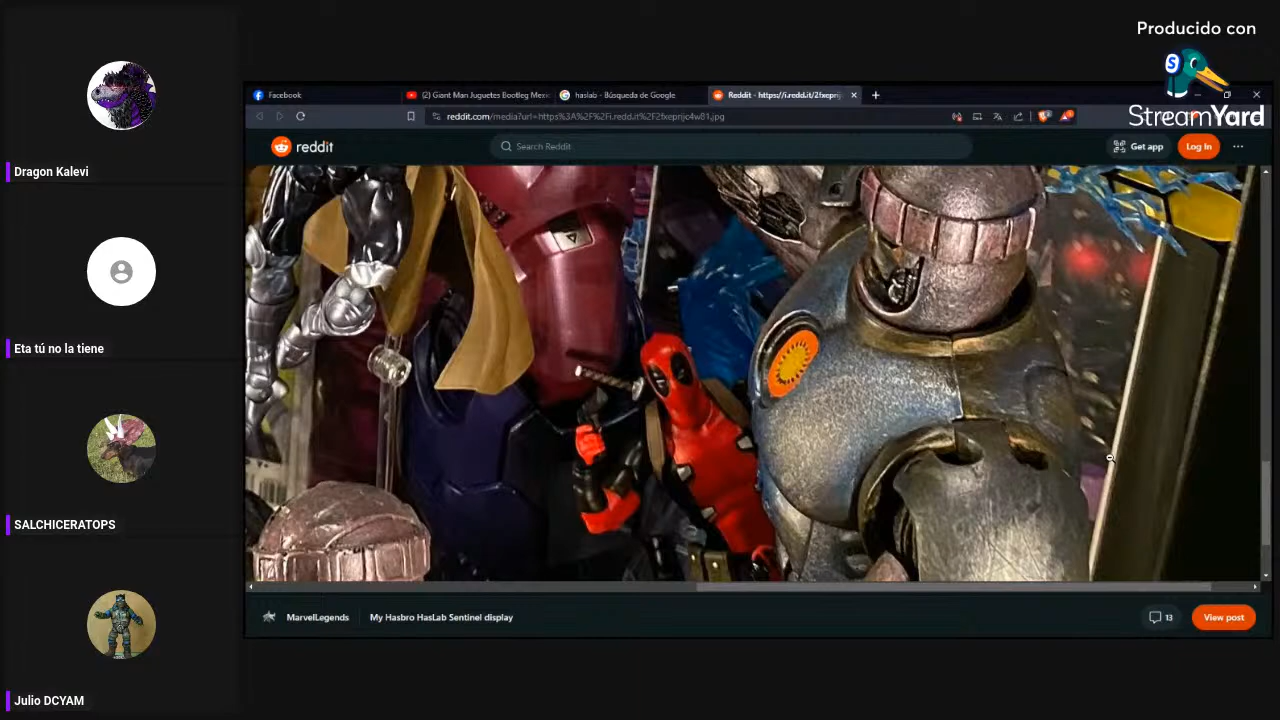 Producido con
S
StreamYard
Facebook
(2) Giant Man Juguetes Bootleg Mexi
haslab - Búsqueda de Google
Reddit - https://i.redd.it/2fxeprij
reddit.com/media?url=https%3A%2F%2Fi.redd.it%2F2fxeprijo4w81.jpg
reddit
Search Reddit
Get app
Log In
Dragon Kalevi
Eta tú no la tiene
SALCHICERATOPS
Julio DCYAM
MarvelLegends
My Hasbro HasLab Sentinel display
13
View post